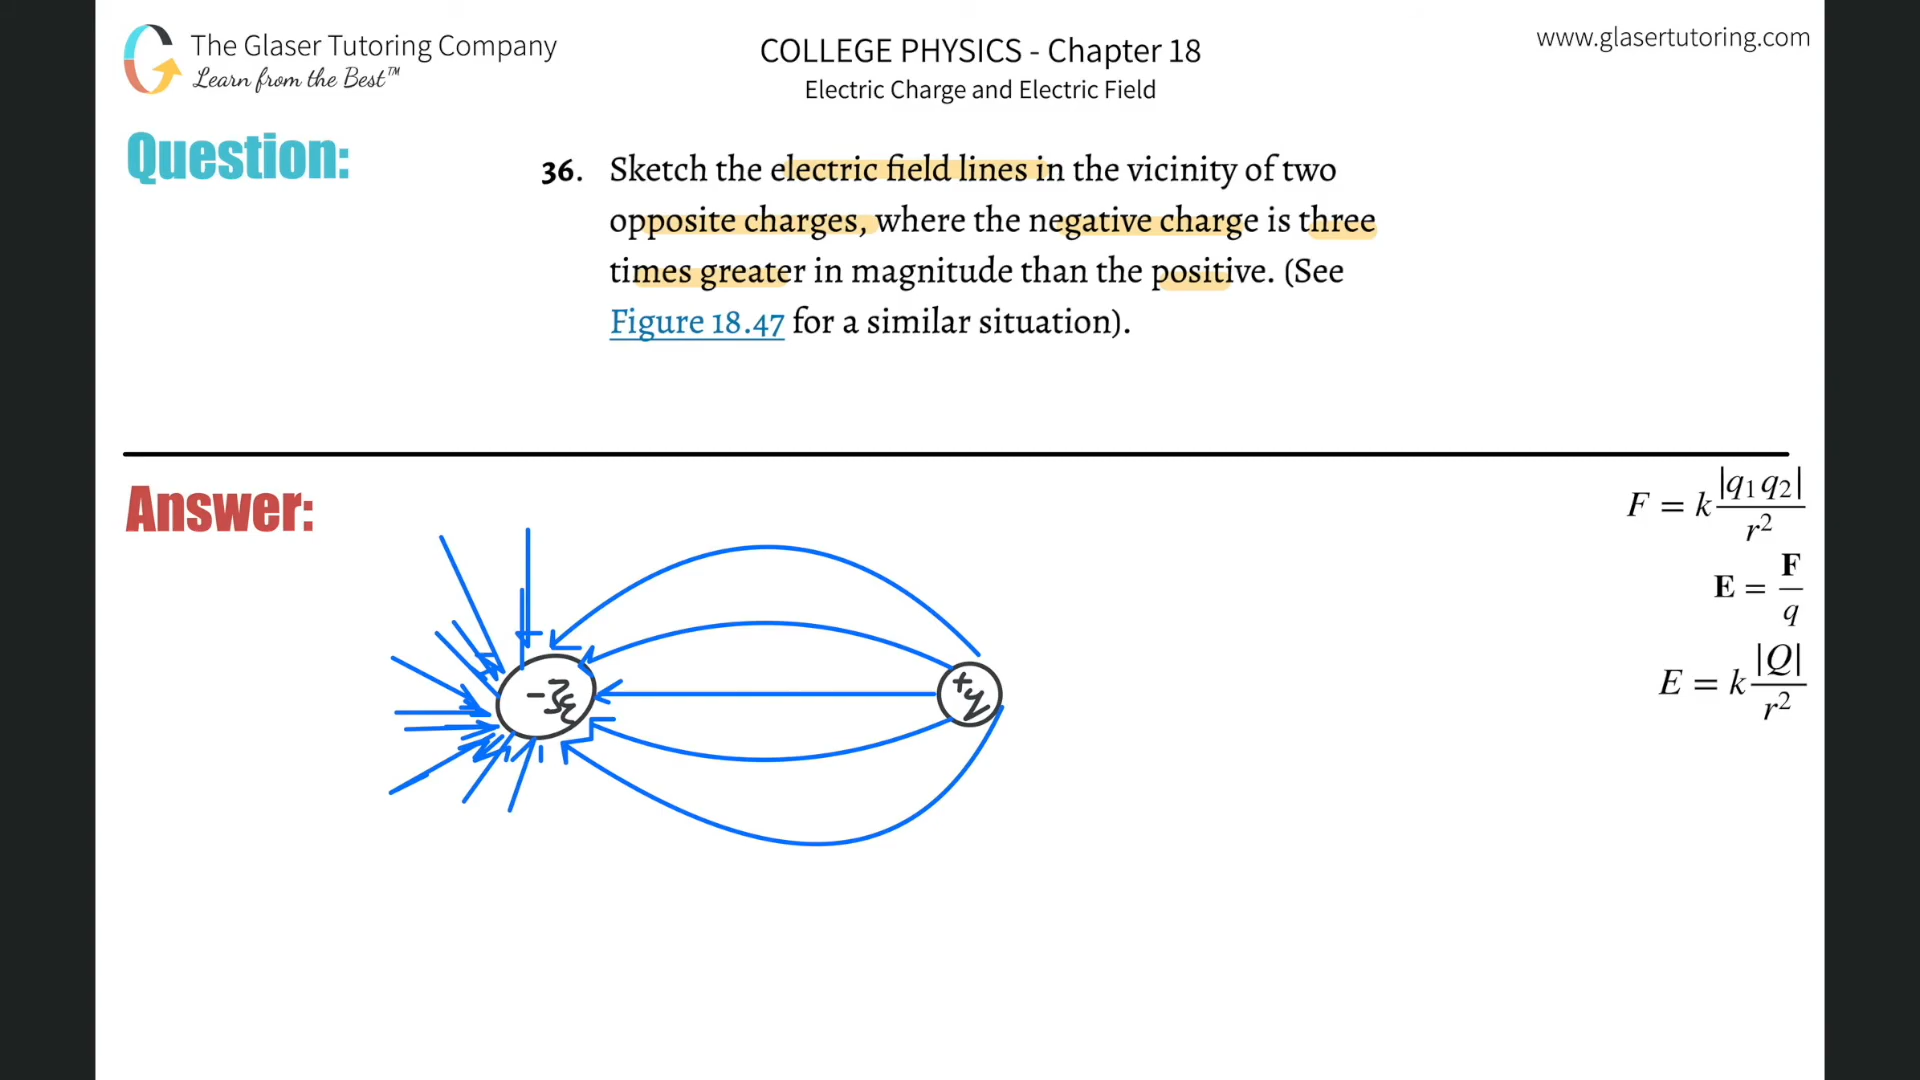 The Glaser Tutoring Company
Learn from the Best™
COLLEGE PHYSICS - Chapter 18
Electric Charge and Electric Field
www.glasertutoring.com
Question:
36. Sketch the electric field lines in the vicinity of two
opposite charges, where the negative charge is three
times greater in magnitude than the positive. (See
Figure 18.47 for a similar situation).
Answer:
F = k |q₁q₂| / r²
E = F / q
E = k |Q| / r²